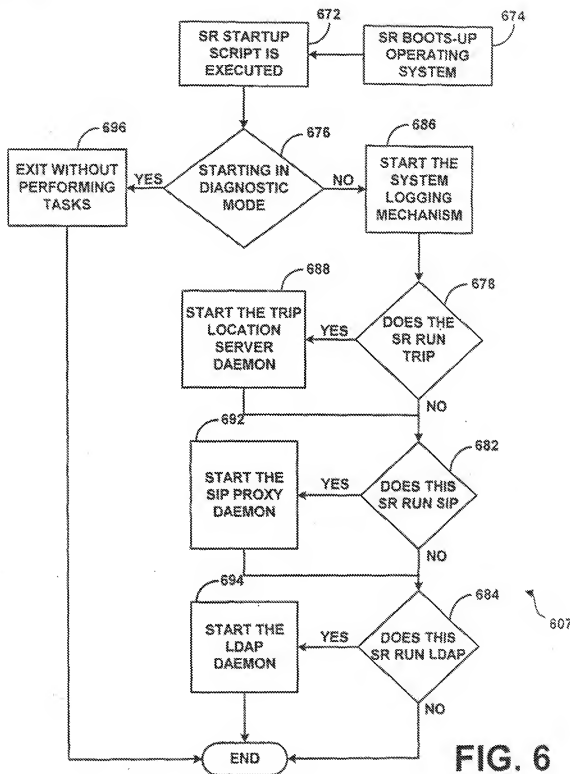 672
674
SR STARTUP
SCRIPT IS
EXECUTED
SR BOOTS-UP
OPERATING
SYSTEM
696
676
686
EXIT WITHOUT
PERFORMING
TASKS
YES
STARTING IN
DIAGNOSTIC
MODE
NO
START THE
SYSTEM
LOGGING
MECHANISM
688
678
START THE TRIP
LOCATION
SERVER
DAEMON
YES
DOES THE
SR RUN
TRIP
NO
692
682
START THE
SIP PROXY
DAEMON
YES
DOES THIS
SR RUN SIP
NO
694
684
START THE
LDAP
DAEMON
YES
DOES THIS
SR RUN LDAP
607
NO
END
FIG. 6